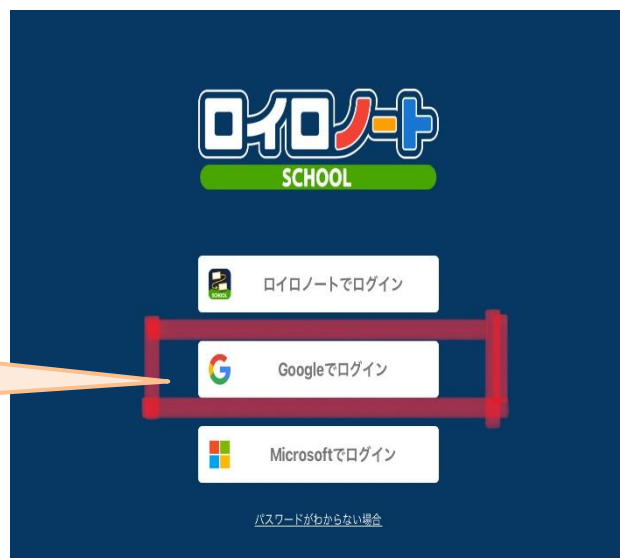 ロイロノート
SCHOOL
SCHOOL
ロイロノートでログイン
Googleでログイン
Microsoftでログイン
パスワードがわからない場合